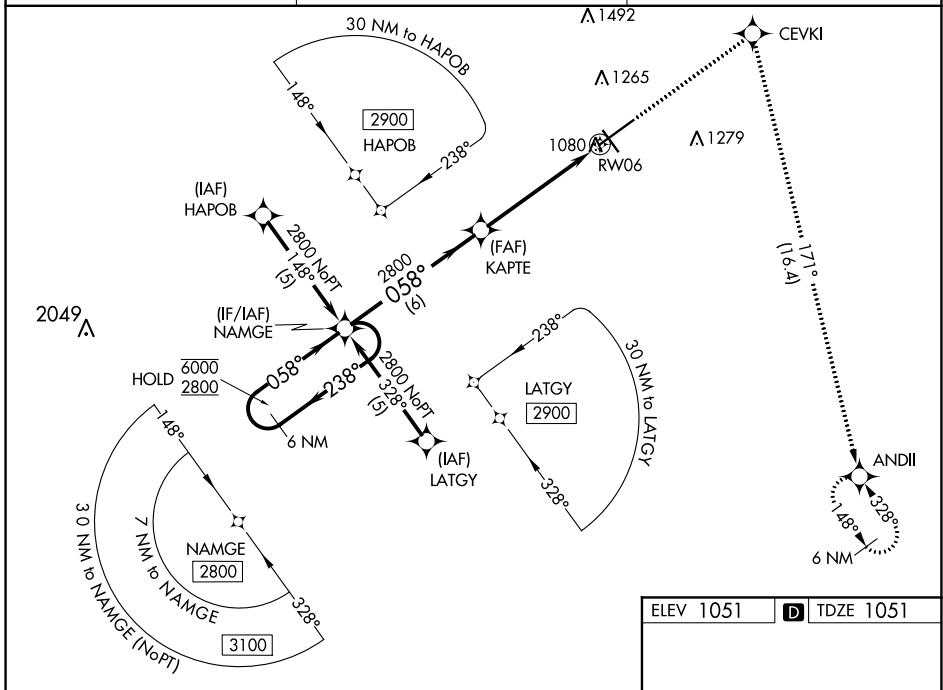 1492
CEVKI
30 NM to HAPOB
148°
2900
HAPOB
238°
1265
1279
1080
RW06
(IAF)
HAPOB
2800 NoPT
148°
(5)
(FAF)
KAPTE
2800
058°
(6)
171°
(16.4)
2049
(IF/IAF)
NAMGE
HOLD
6000
2800
058°
238°
6 NM
2800 NoPT
328°
(5)
(IAF)
LATGY
238°
LATGY
2900
30 NM to LATGY
328°
148°
NAMGE
2800
7 NM to NAMGE
30 NM to NAMGE (NoPT)
3100
328°
ANDII
148°
328°
6 NM
ELEV 1051 D TDZE 1051